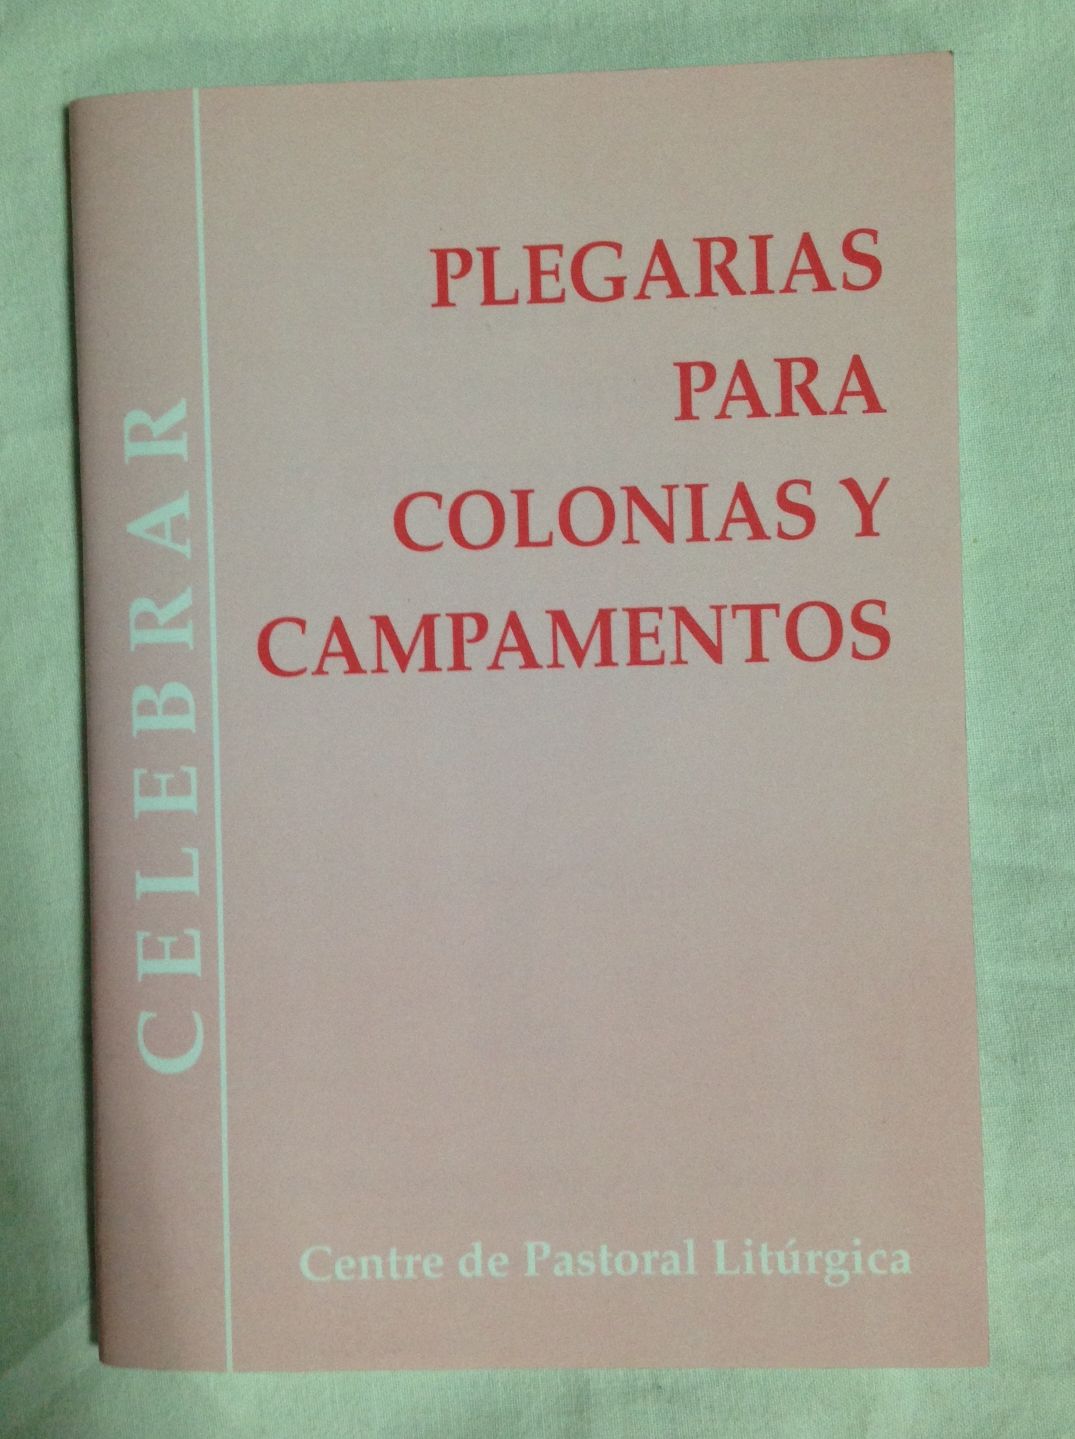 PLEGARIAS
PARA
COLONIAS Y
CAMPAMENTOS
CELEBRAR
Centre de Pastoral Litúrgica